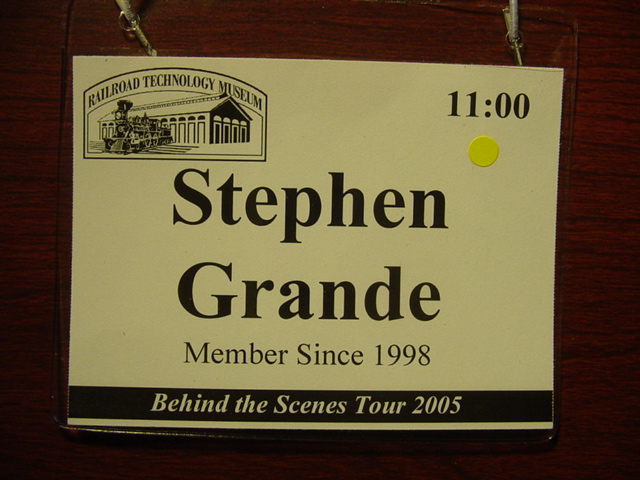 RAILROAD TECHNOLOGY MUSEUM
11:00
Stephen
Grande
Member Since 1998
Behind the Scenes Tour 2005